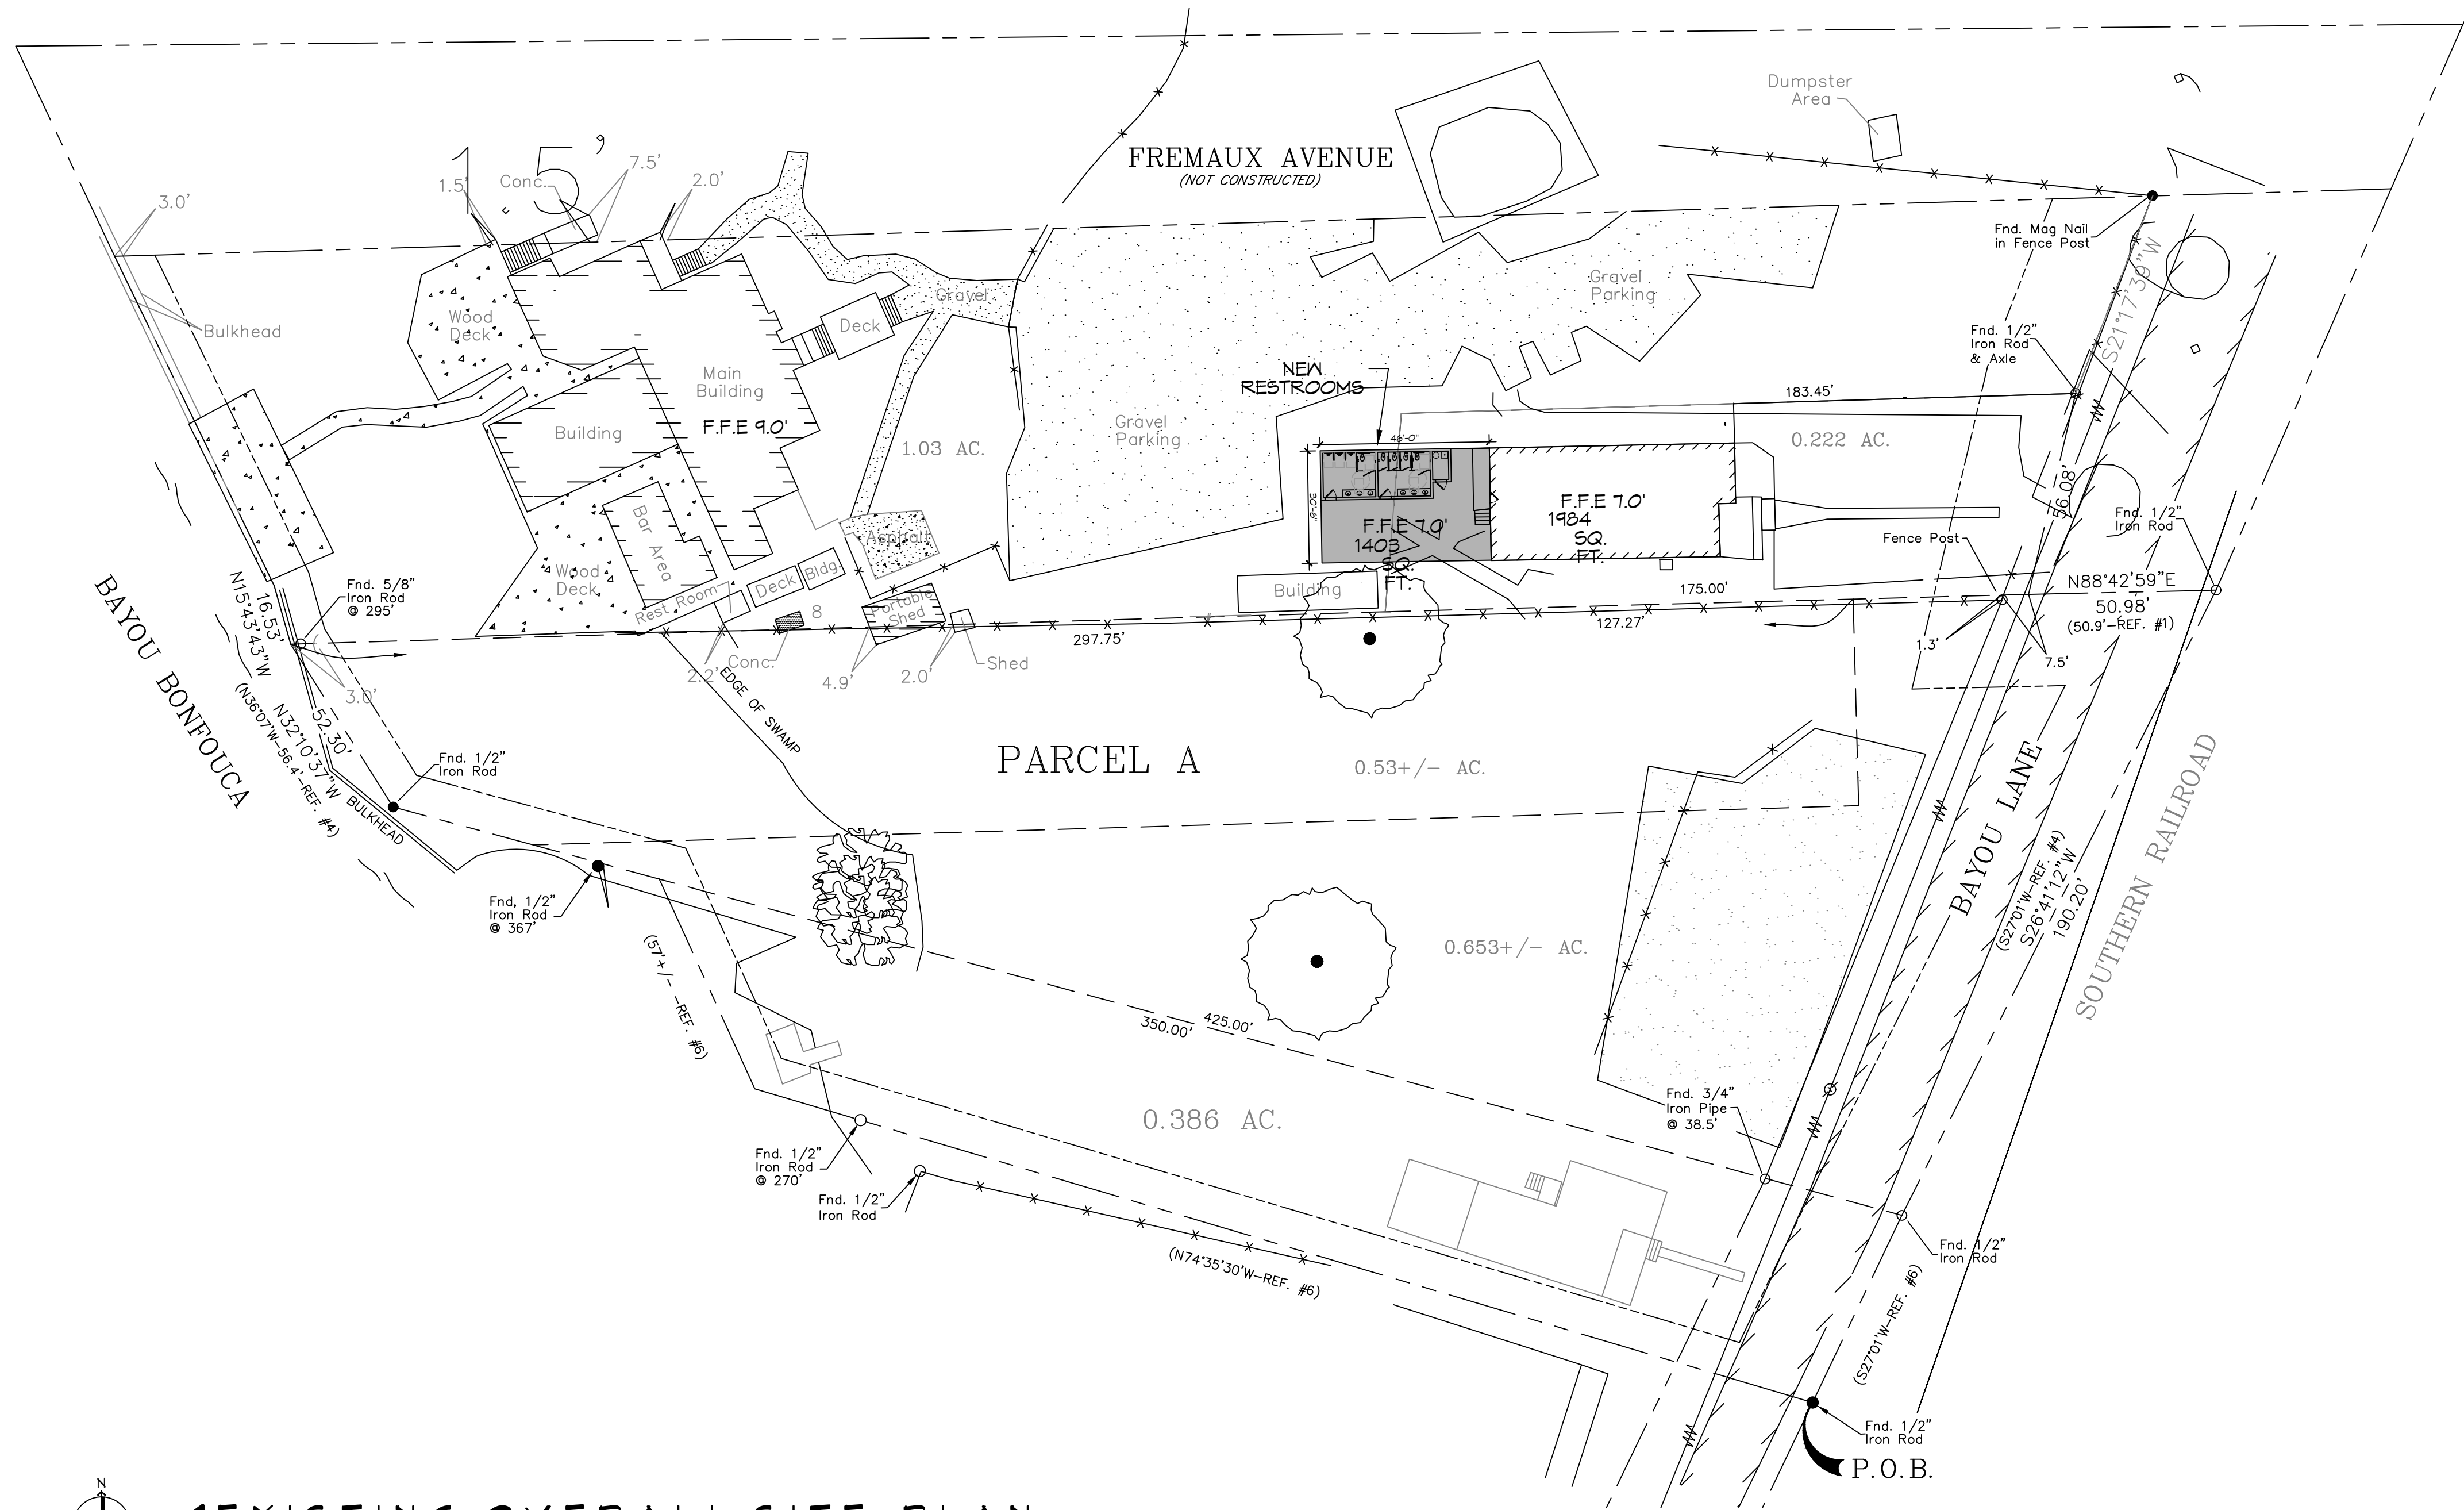 Dumpster
Area
FREMAUX AVENUE
(NOT CONSTRUCTED)
15'
1.5'
Conc.
7.5'
2.0'
3.0'
Bulkhead
Wood
Deck
Deck
Gravel
Main
Building
F.F.E 9.0'
Building
Bar Area
Wood
Deck
Rest Room
Deck
Bldg.
8
Portable
Shed
Asphalt
1.03 AC.
Gravel
Parking
Gravel
Parking
NEW
RESTROOMS
46'-0"
30'-6"
F.F.E 7.0'
1403
SQ.
FT.
F.F.E 7.0'
1984
SQ.
FT.
Building
183.45'
0.222 AC.
175.00'
127.27'
297.75'
Fnd. Mag Nail
in Fence Post
Fnd. 1/2"
Iron Rod
& Axle
S21°17'39"W
56.08'
Fnd. 1/2"
Iron Rod
Fence Post
N88°42'59"E
50.98'
(50.9'-REF. #1)
1.3'
7.5'
BAYOU BONFOUCA
N15°43'43"W
16.53'
Fnd. 5/8"
Iron Rod
@ 295'
3.0'
52.30'
N32°10'37"W
(N36°07'W-56.4'-REF. #4)
BULKHEAD
Fnd. 1/2"
Iron Rod
2.2'
Conc.
4.9'
2.0'
Shed
EDGE OF SWAMP
PARCEL A
0.53+/- AC.
Fnd, 1/2"
Iron Rod
@ 367'
(57'+/- -REF. #6)
0.653+/- AC.
350.00'
425.00'
BAYOU LANE
(S27°01'W-REF. #4)
S26°41'12"W
190.20'
SOUTHERN RAILROAD
0.386 AC.
Fnd. 3/4"
Iron Pipe
@ 38.5'
Fnd. 1/2"
Iron Rod
@ 270'
Fnd. 1/2"
Iron Rod
(N74°35'30'W-REF. #6)
Fnd. 1/2"
Iron Rod
(S27°01'W-REF. #6)
Fnd. 1/2"
Iron Rod
P.O.B.
N
EXISTING OVERALL SITE PLAN